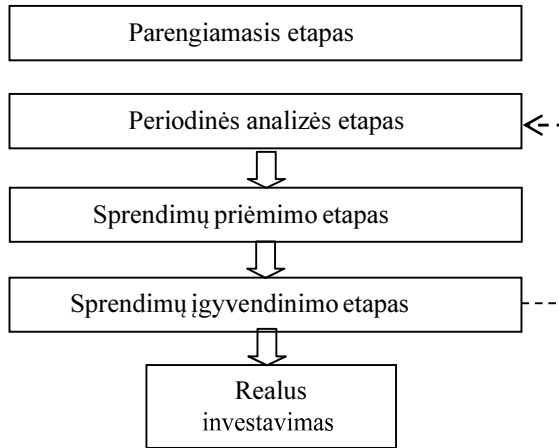 Parengiamasis etapas
Periodinės analizės etapas
Sprendimų priėmimo etapas
Sprendimų įgyvendinimo etapas
Realus
investavimas